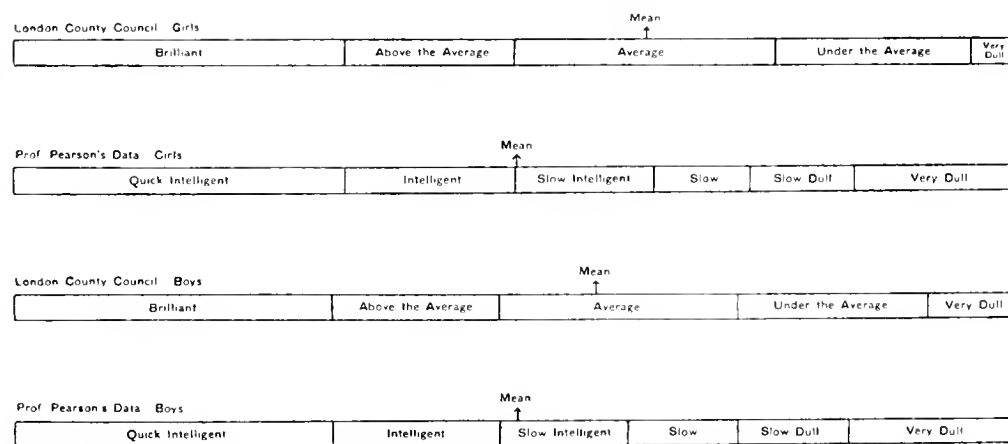 Mean
London County Council Girls
Brilliant Above the Average Average Under the Average Very Dull
Mean
Prof Pearson's Data Girls
Quick Intelligent Intelligent Slow Intelligent Slow Slow Dull Very Dull
Mean
London County Council Boys
Brilliant Above the Average Average Under the Average Very Dull
Mean
Prof Pearson's Data Boys
Quick Intelligent Intelligent Slow Intelligent Slow Slow Dull Very Dull